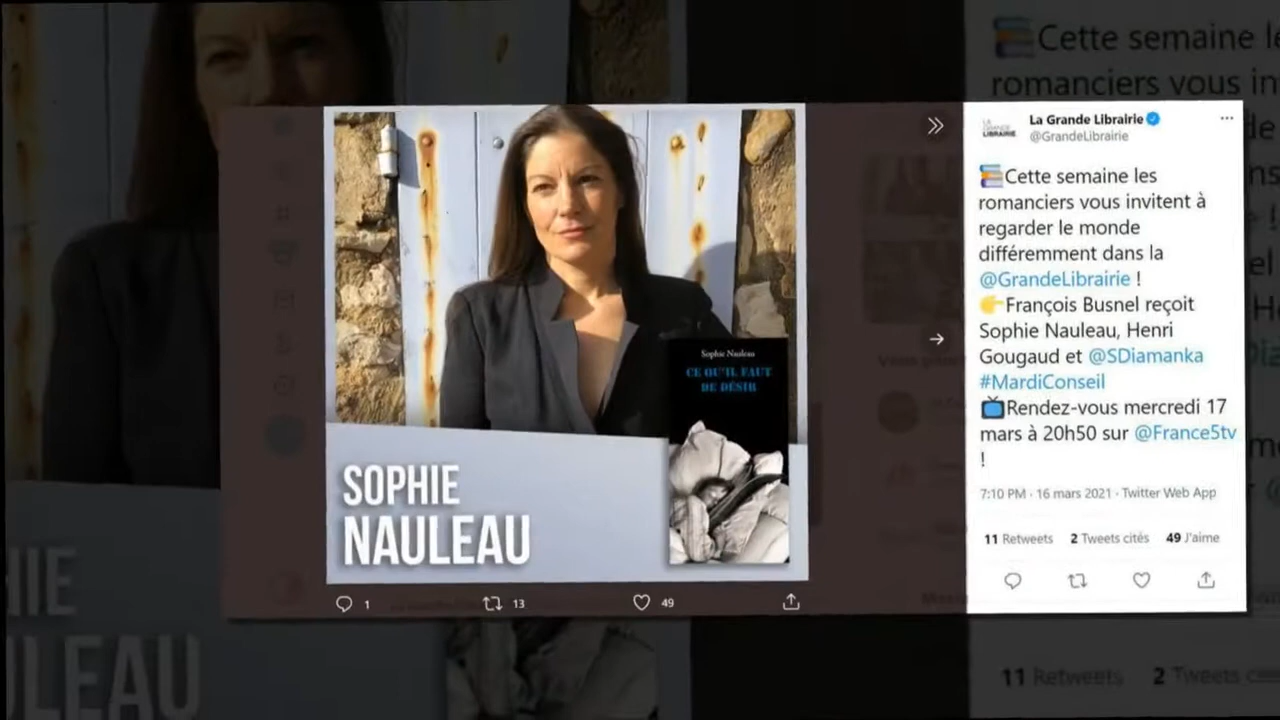 SOPHIE
NAULEAU
Sophie Nauleau
CE QU'IL FAUT
DE DÉSIR
1
13
49
LA
GRANDE
LIBRAIRIE
La Grande Librairie
@GrandeLibrairie
Cette semaine les
romanciers vous invitent à
regarder le monde
différemment dans la
@GrandeLibrairie !
François Busnel reçoit
Sophie Nauleau, Henri
Gougaud et @SDiamanka
#MardiConseil
Rendez-vous mercredi 17
mars à 20h50 sur @France5tv
!
7:10 PM · 16 mars 2021 · Twitter Web App
11 Retweets 2 Tweets cités 49 J'aime
Cette semaine
romanciers vous
11 Retweets 2 Tweets